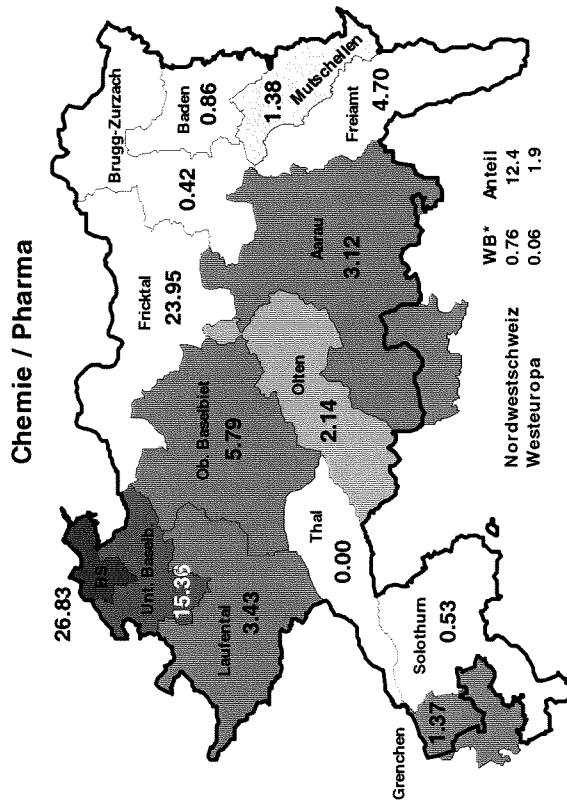 Chemie / Pharma
26.83
BS
Unt. Baselb.
15.36
Laufental
3.43
Ob. Baselbiet
5.79
Fricktal
23.95
Brugg-Zurzach
0.42
Baden
0.86
1.38
Mutschellen
Freiamt
4.70
Aarau
3.12
Olten
2.14
Thal
0.00
Solothurn
0.53
Grenchen
1.37
WB* Anteil
Nordwestschweiz 0.76 12.4
Westeuropa 0.06 1.9